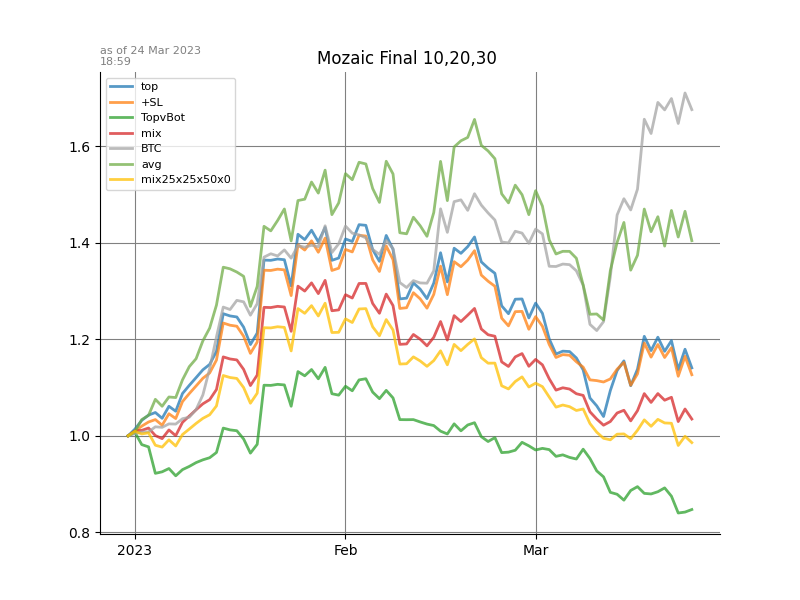 as of 24 Mar 2023
18:59
Mozaic Final 10,20,30
top
+SL
TopvBot
mix
BTC
avg
mix25x25x50x0
1.6
1.4
1.2
1.0
0.8
2023
Feb
Mar